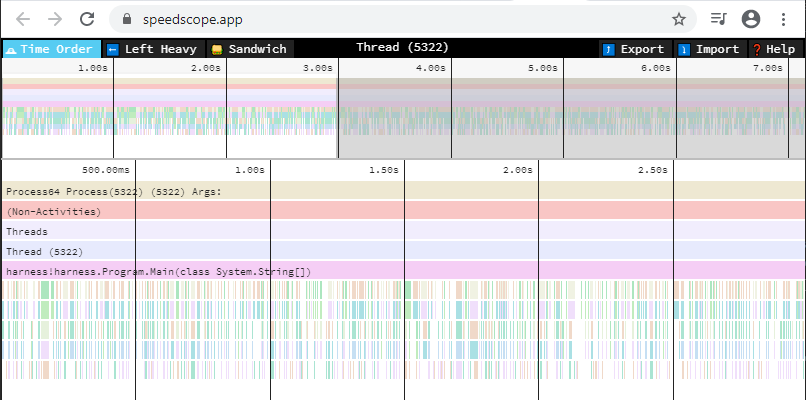 speedscope.app
Time Order Left Heavy Sandwich Thread (5322) Export Import Help
1.00s 2.00s 3.00s 4.00s 5.00s 6.00s 7.00s
500.00ms 1.00s 1.50s 2.00s 2.50s
Process64 Process(5322) (5322) Args:
(Non-Activities)
Threads
Thread (5322)
harness!harness.Program.Main(class System.String[])